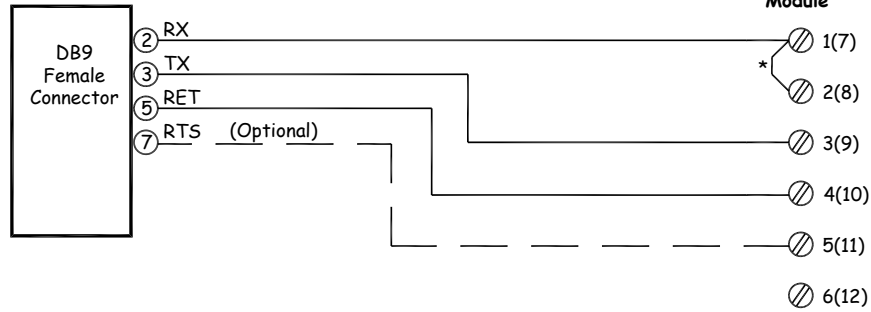 Module
DB9
Female
Connector
2 RX
3 TX
5 RET
7 RTS (Optional)
*
1(7)
2(8)
3(9)
4(10)
5(11)
6(12)